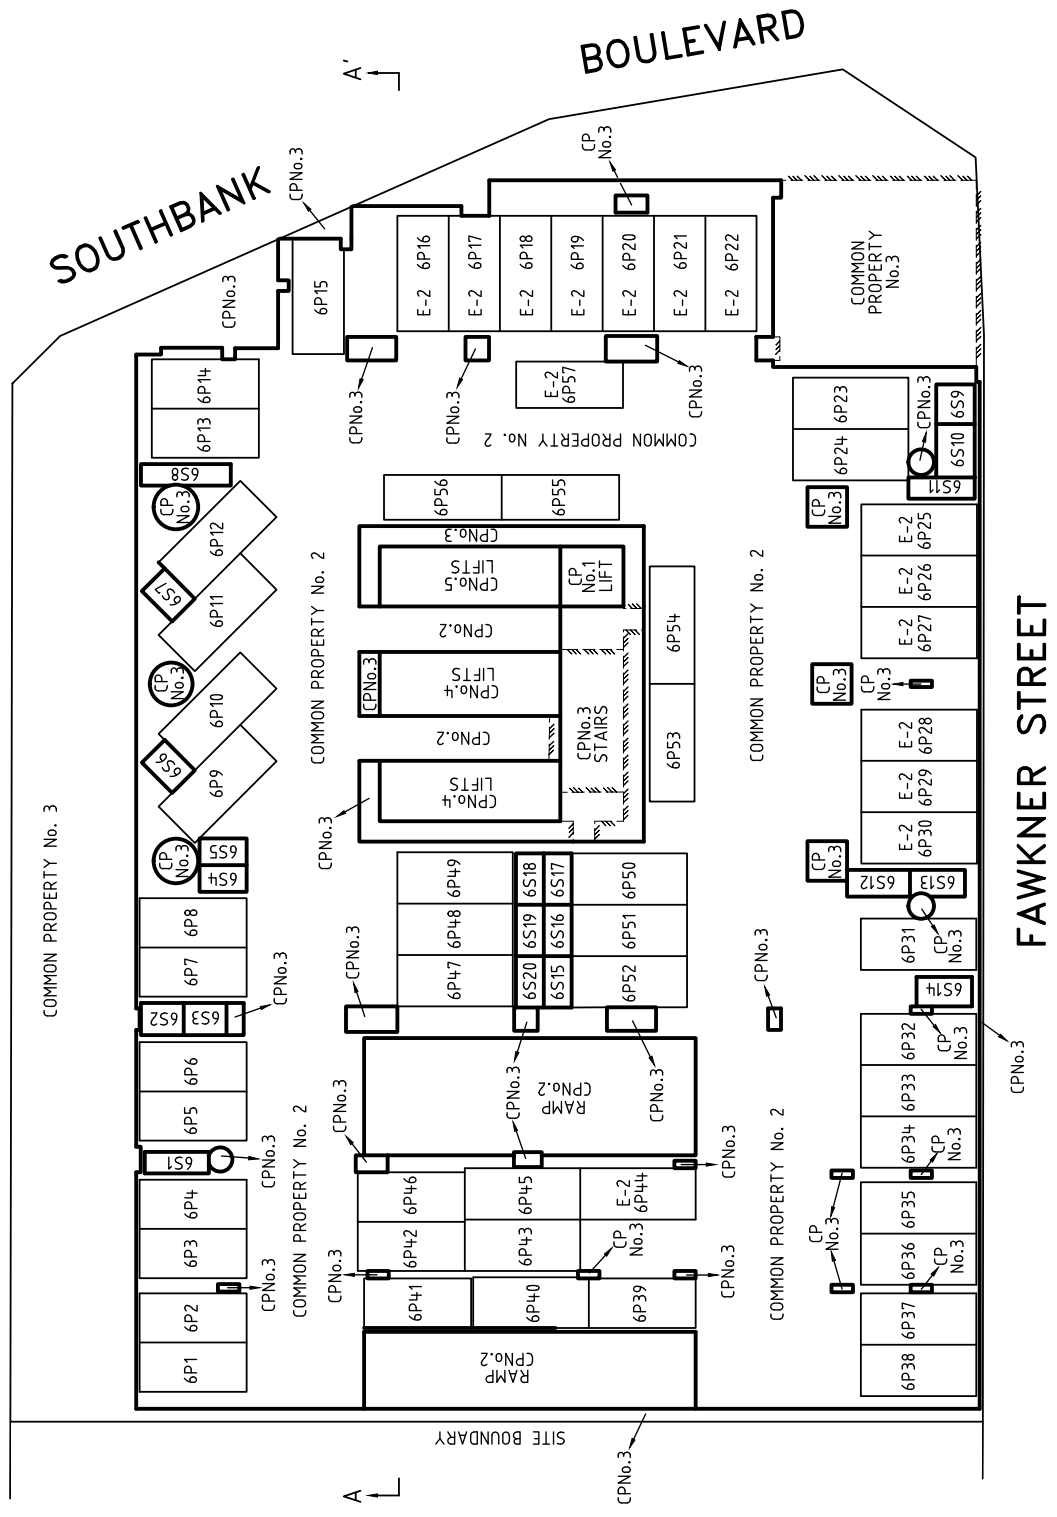 SOUTHBANK
BOULEVARD
FAWKNER STREET
A'
A
COMMON PROPERTY No. 3
CPNo.3
CPNo.3
CP
No.3
6P14
6P13
6S8
CP
No.3
6P12
6S7
6P11
CP
No.3
6P10
6S6
6P9
CP
No.3
6S5
6S4
6P8
6P7
6S2
6S3
CPNo.3
6P6
6P5
6S1
CPNo.3
6P4
6P3
CPNo.3
6P2
6P1
6P15
E-2 6P16
E-2 6P17
E-2 6P18
E-2 6P19
E-2 6P20
E-2 6P21
E-2 6P22
COMMON
PROPERTY
No.3
CPNo.3
CPNo.3
CPNo.3
E-2
6P57
COMMON PROPERTY No. 2
6P56
6P55
CPNo.3
CPNo.5
LIFTS
CP
No.1
LIFT
CPNo.2
CPNo.3
CPNo.4
LIFTS
CPNo.2
CPNo.3
STAIRS
CPNo.4
LIFTS
CPNo.3
6P54
6P53
COMMON PROPERTY No. 2
COMMON PROPERTY No. 2
6P49
6P48
6P47
6S18
6S17
6S19
6S16
6S20
6S15
6P50
6P51
6P52
CPNo.3
CPNo.3
CPNo.3
CPNo.3
RAMP
CPNo.2
CPNo.3
COMMON PROPERTY No. 2
COMMON PROPERTY No. 2
6P46
6P45
E-2
6P44
CPNo.3
6P42
6P43
CP
No.3
CPNo.3
CPNo.3
6P41
6P40
6P39
RAMP
CPNo.2
SITE BOUNDARY
CPNo.3
6P23
6P24
CPNo.3
6S9
6S10
6S11
CP
No.3
E-2
6P25
E-2
6P26
E-2
6P27
CP
No.3
CP
No.3
E-2
6P28
E-2
6P29
E-2
6P30
CP
No.3
6S12
6S13
6P31
CP
No.3
6S14
6P32
CP
No.3
CPNo.3
6P33
6P34
CP
No.3
CP
No.3
6P35
6P36
CP
No.3
6P37
6P38